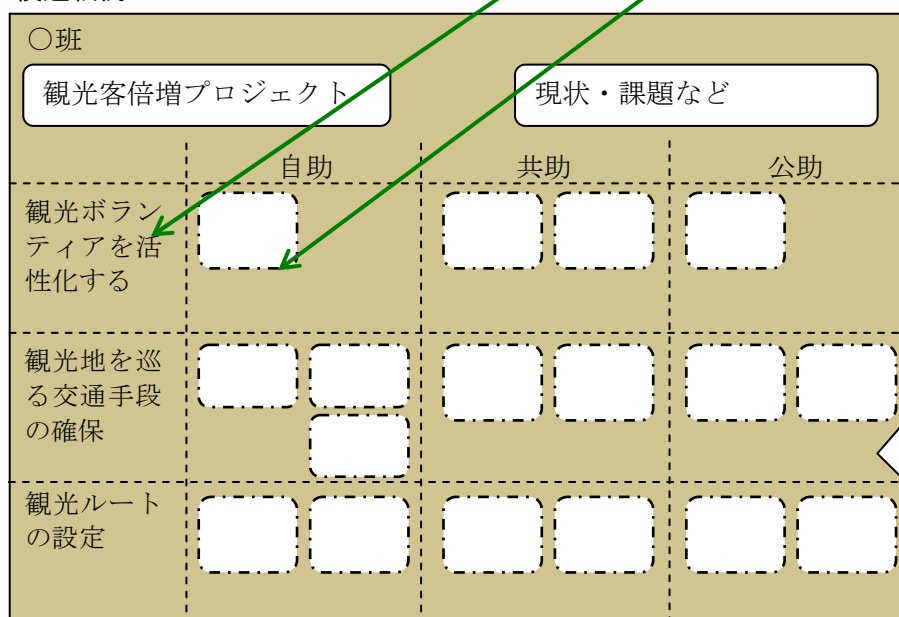 ○班
観光客倍増プロジェクト
現状・課題など
自助 共助 公助
観光ボラン
ティアを活
性化する
観光地を巡
る交通手段
の確保
観光ルート
の設定